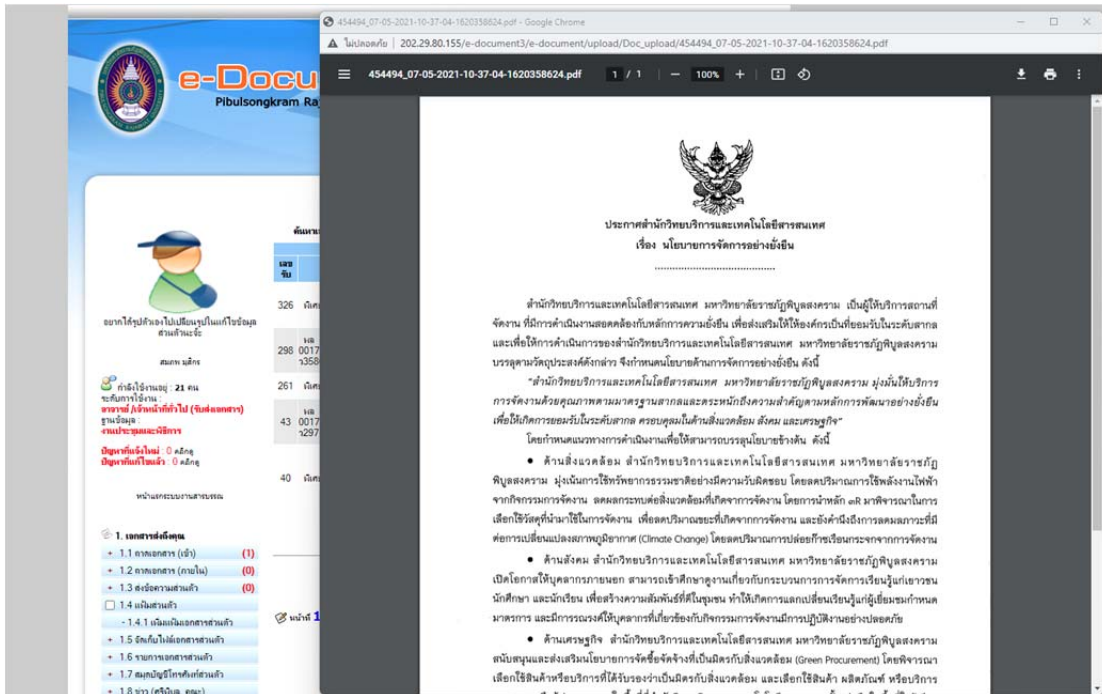 454494_07-05-2021-10-37-04-1620358624.pdf - Google Chrome
ไม่ปลอดภัย | 202.29.80.155/e-document3/e-document/upload/Doc_upload/454494_07-05-2021-10-37-04-1620358624.pdf
454494_07-05-2021-10-37-04-1620358624.pdf 1 / 1 100%
e-Docu
Pibulsongkram Raj
ค้นหาเ
เลข
รับ
326 พิเศ
298 0017
261 พิเศ
43 0017
40 พิเศ
อยากได้รูปตัวเองไปเปลี่ยนรูปในแก้ไขข้อมูล
ส่วนตัวนะจ๊ะ
กำลังใช้งานอยู่ : 21 คน
ระดับการใช้งาน :
อาจารย์ /เจ้าหน้าที่ทั่วไป (รับส่งเอกสาร)
ฐานข้อมูล :
งานประชุมและพิธีการ
ปัญหาที่แจ้งใหม่ : 0 คลิกดู
ปัญหาที่แก้ไขแล้ว : 0 คลิกดู
หน้าแรกระบบงานสารบรรณ
1. เอกสารส่งถึงคุณ
1.1 ถาดเอกสาร (เข้า) (1)
1.2 ถาดเอกสาร (ภายใน) (0)
1.3 ส่งข้อความส่วนตัว (0)
1.4 แฟ้มส่วนตัว
- 1.4.1 เพิ่มแฟ้มเอกสารส่วนตัว
1.5 จัดเก็บไฟล์เอกสารส่วนตัว
1.6 รายการเอกสารส่วนตัว
1.7 สมุดบัญชีโทรศัพท์ส่วนตัว
หน้าที่ 1
ประกาศสำนักวิทยบริการและเทคโนโลยีสารสนเทศ
เรื่อง นโยบายการจัดการอย่างยั่งยืน
สำนักวิทยบริการและเทคโนโลยีสารสนเทศ มหาวิทยาลัยราชภัฏพิบูลสงคราม เป็นผู้ให้บริการสถานที่
จัดงาน ที่มีการดำเนินงานสอดคล้องกับหลักการความยั่งยืน เพื่อส่งเสริมให้ให้องค์กรเป็นที่ยอมรับในระดับสากล
และเพื่อให้การดำเนินการของสำนักวิทยบริการและเทคโนโลยีสารสนเทศ มหาวิทยาลัยราชภัฏพิบูลสงคราม
บรรลุตามวัตถุประสงค์ดังกล่าว จึงกำหนดนโยบายด้านการจัดการอย่างยั่งยืน ดังนี้
"สำนักวิทยบริการและเทคโนโลยีสารสนเทศ มหาวิทยาลัยราชภัฏพิบูลสงคราม มุ่งมั่นให้บริการ
การจัดงานด้วยคุณภาพตามมาตรฐานสากลและตระหนักถึงความสำคัญตามหลักการพัฒนาอย่างยั่งยืน
เพื่อให้เกิดการยอมรับในระดับสากล ครอบคลุมในด้านสิ่งแวดล้อม สังคม และเศรษฐกิจ"
โดยกำหนดแนวทางการดำเนินงานเพื่อให้สามารถบรรลุนโยบายข้างต้น ดังนี้
● ด้านสิ่งแวดล้อม สำนักวิทยบริการและเทคโนโลยีสารสนเทศ มหาวิทยาลัยราชภัฏ
พิบูลสงคราม มุ่งเน้นการใช้ทรัพยากรธรรมชาติอย่างมีความรับผิดชอบ โดยลดปริมาณการใช้พลังงานไฟฟ้า
จากกิจกรรมการจัดงาน ลดผลกระทบต่อสิ่งแวดล้อมที่เกิดจากการจัดงาน โดยการนำหลัก ๓R มาพิจารณาในการ
เลือกใช้วัสดุที่นำมาใช้ในการจัดงาน เพื่อลดปริมาณขยะที่เกิดจากการจัดงาน และยังคำนึงถึงการลดมลภาวะที่มี
ต่อการเปลี่ยนแปลงสภาพภูมิอากาศ (Climate Change) โดยลดปริมาณการปล่อยก๊าซเรือนกระจกจากการจัดงาน
● ด้านสังคม สำนักวิทยบริการและเทคโนโลยีสารสนเทศ มหาวิทยาลัยราชภัฏพิบูลสงคราม
เปิดโอกาสให้บุคลากรภายนอก สามารถเข้าศึกษาดูงานเกี่ยวกับกระบวนการการจัดการเรียนรู้แก่เยาวชน
นักศึกษา และนักเรียน เพื่อสร้างความสัมพันธ์ที่ดีในชุมชน ทำให้เกิดการแลกเปลี่ยนเรียนรู้แก่ผู้เยี่ยมชมกำหนด
มาตรการ และมีการรณรงค์ให้บุคลากรที่เกี่ยวข้องกับกิจกรรมการจัดงานมีการปฏิบัติงานอย่างปลอดภัย
● ด้านเศรษฐกิจ สำนักวิทยบริการและเทคโนโลยีสารสนเทศ มหาวิทยาลัยราชภัฏพิบูลสงคราม
สนับสนุนและส่งเสริมนโยบายการจัดซื้อจัดจ้างที่เป็นมิตรกับสิ่งแวดล้อม (Green Procurement) โดยพิจารณา
เลือกใช้สินค้าหรือบริการที่ได้รับรองว่าเป็นมิตรกับสิ่งแวดล้อม และเลือกใช้สินค้า ผลิตภัณฑ์ หรือบริการ